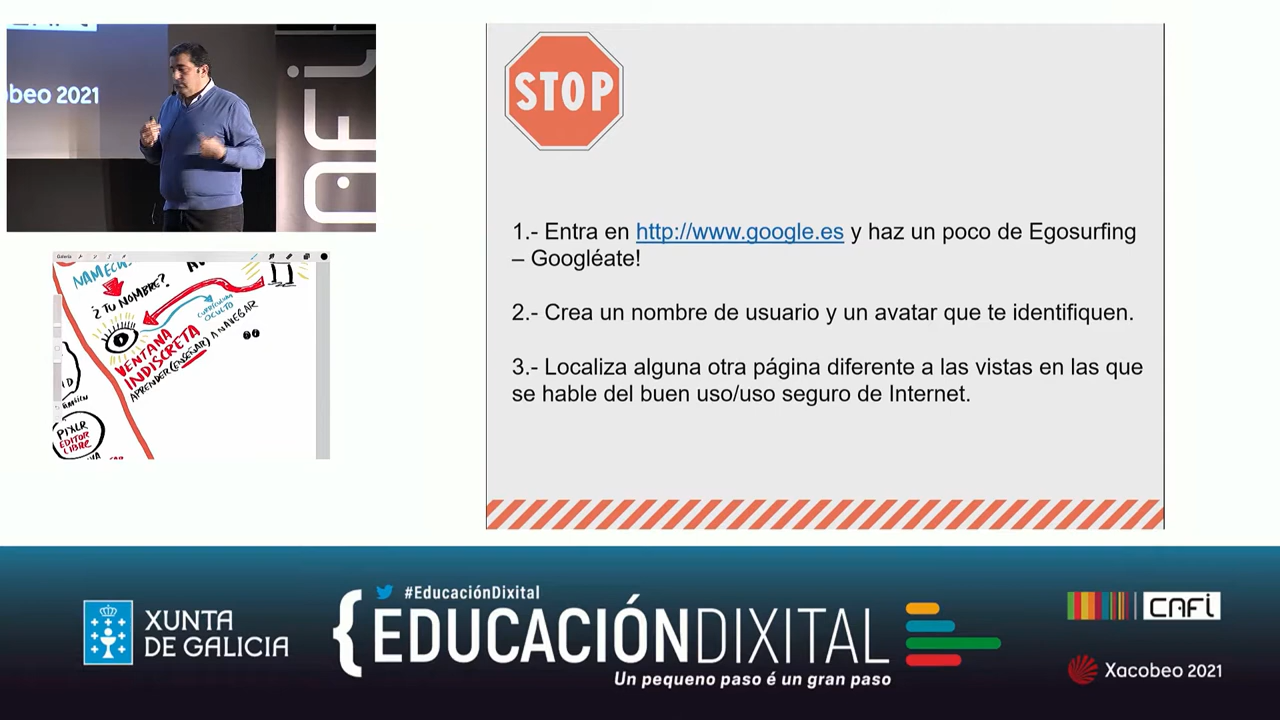 obeo 2021
STOP
1.- Entra en http://www.google.es y haz un poco de Egosurfing
– Googléate!
2.- Crea un nombre de usuario y un avatar que te identifiquen.
3.- Localiza alguna otra página diferente a las vistas en las que
se hable del buen uso/uso seguro de Internet.
Galería
¿TU NOMBRE?
CURRÍCULUM
OCULTO
VENTANA
INDISCRETA
APRENDER (ENSEÑAR) A NAVEGAR
PIXLR
EDITOR
LIBRE
#EducaciónDixital
{EDUCACIÓNDIXITAL
Un pequeno paso é un gran paso
XUNTA
DE GALICIA
CAFi
Xacobeo 2021